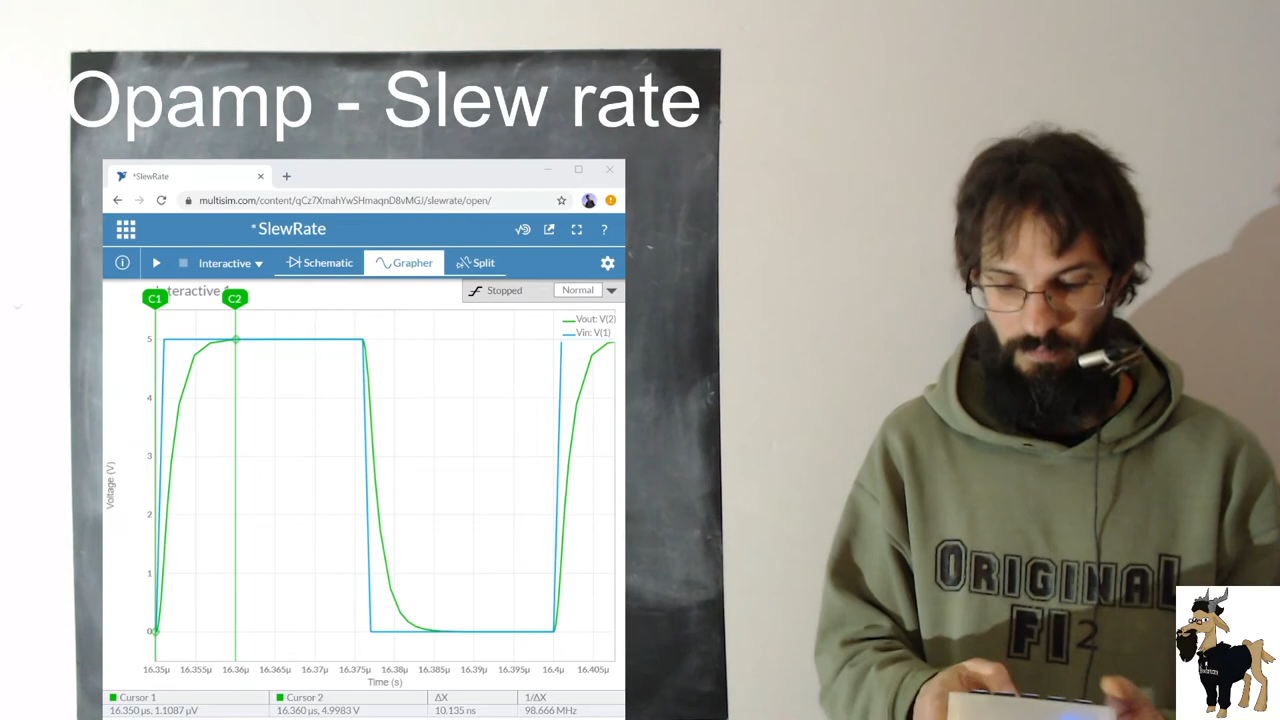 Opamp - Slew rate
*SlewRate
multisim.com/content/qCz7XmahYwSHmaqnD8vMGJ/slewrate/open/
*SlewRate
Interactive
Schematic
Grapher
Split
Stopped
Normal
C1
C2
Vout: V(2)
Vin: V(1)
5
4
3
2
1
0
Voltage (V)
16.35µ 16.355µ 16.36µ 16.365µ 16.37µ 16.375µ 16.38µ 16.385µ 16.39µ 16.395µ 16.4µ 16.405µ
Time (s)
Cursor 1 Cursor 2 ΔX 1/ΔX
16.350 µs, 1.1087 µV 16.360 µs, 4.9983 V 10.135 ns 98.666 MHz
ORIGINAL
FI2